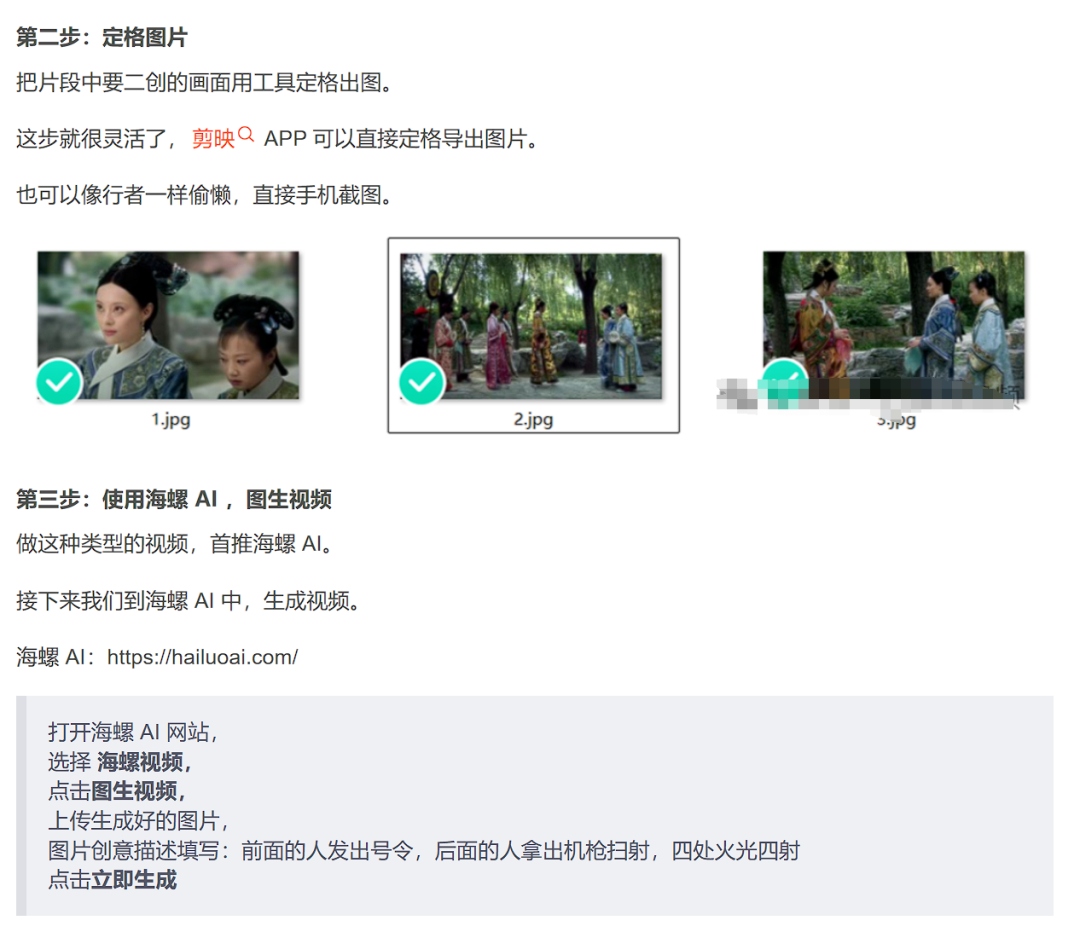 第二步：定格图片
把片段中要二创的画面用工具定格出图。
这步就很灵活了， 剪映 APP 可以直接定格导出图片。
也可以像行者一样偷懒，直接手机截图。
1.jpg
2.jpg
3.jpg
第三步：使用海螺 AI ，图生视频
做这种类型的视频，首推海螺 AI。
接下来我们到海螺 AI 中，生成视频。
海螺 AI：https://hailuoai.com/
打开海螺 AI 网站，
选择 海螺视频，
点击图生视频，
上传生成好的图片，
图片创意描述填写：前面的人发出号令，后面的人拿出机枪扫射，四处火光四射
点击立即生成